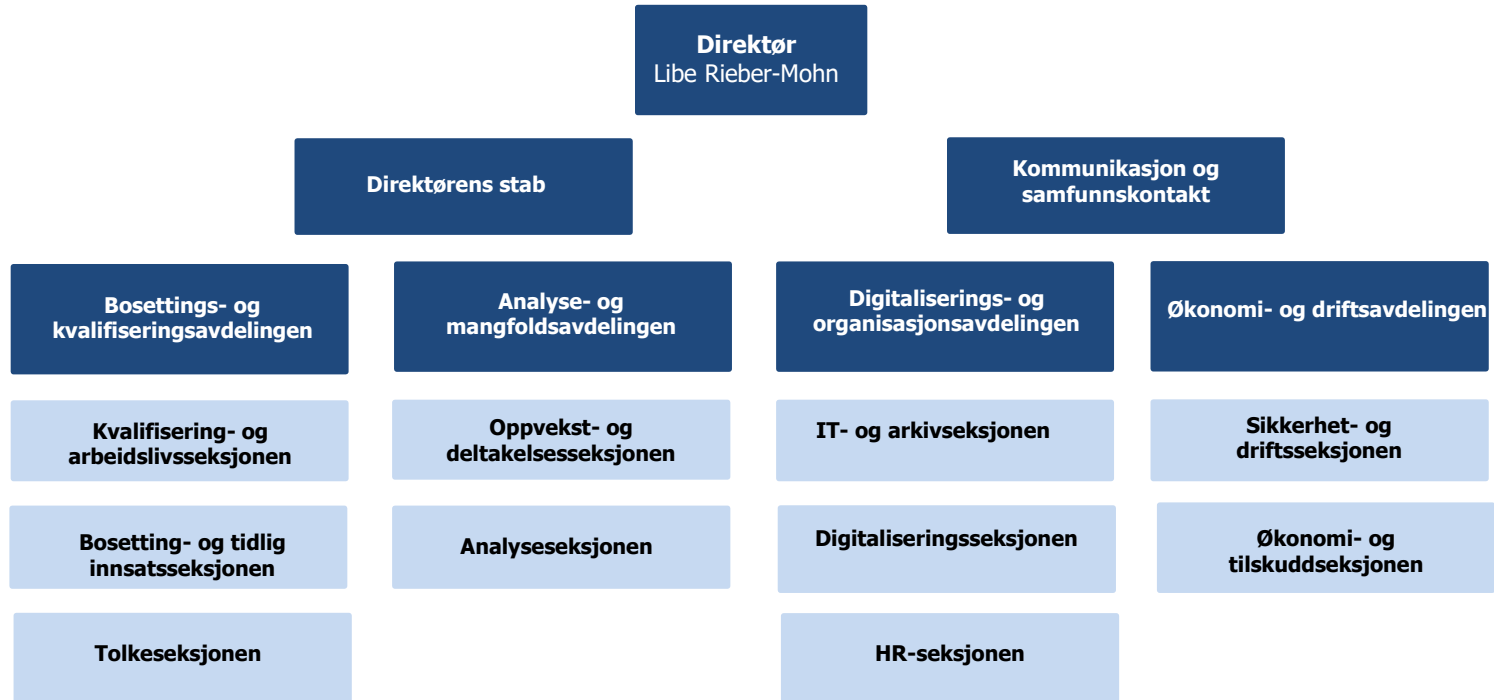 Direktør
Libe Rieber-Mohn
Direktørens stab
Kommunikasjon og
samfunnskontakt
Bosettings- og
kvalifiseringsavdelingen
Analyse- og
mangfoldsavdelingen
Digitaliserings- og
organisasjonsavdelingen
Økonomi- og driftsavdelingen
Kvalifisering- og
arbeidslivsseksjonen
Oppvekst- og
deltakelsesseksjonen
IT- og arkivseksjonen
Sikkerhet- og
driftsseksjonen
Bosetting- og tidlig
innsatsseksjonen
Analyseseksjonen
Digitaliseringsseksjonen
Økonomi- og
tilskuddseksjonen
Tolkeseksjonen
HR-seksjonen